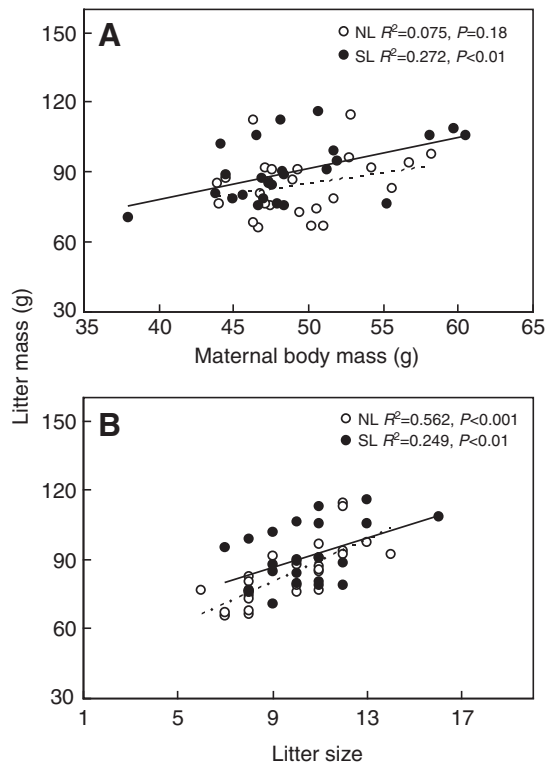 A
NL R²=0.075, P=0.18
SL R²=0.272, P<0.01
150
120
90
60
30
35 40 45 50 55 60 65
Maternal body mass (g)
Litter mass (g)
B
NL R²=0.562, P<0.001
SL R²=0.249, P<0.01
150
120
90
60
30
1 5 9 13 17
Litter size